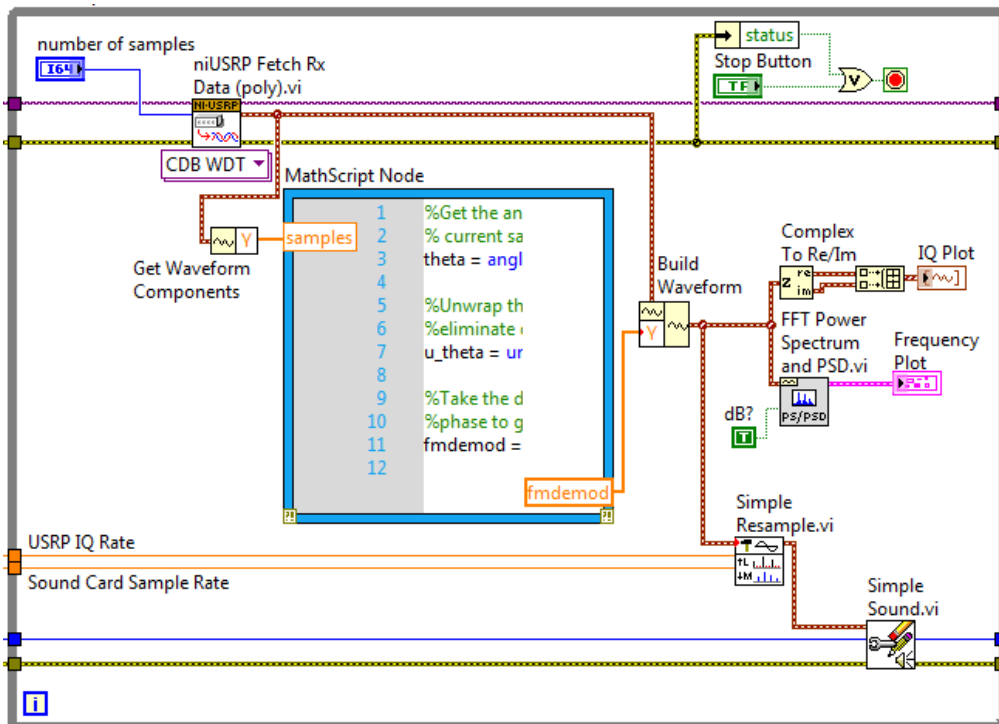 number of samples
I64
niUSRP Fetch Rx
Data (poly).vi
NI-USRP
CDB WDT
status
Stop Button
TF
V
MathScript Node
samples
Y
Get Waveform
Components
1 %Get the an
2 % current sa
3 theta = angl
4
5 %Unwrap th
6 %eliminate
7 u_theta = ur
8
9 %Take the d
10 %phase to g
11 fmdemod =
12
fmdemod
Build
Waveform
Y
Complex
To Re/Im
z re
im
IQ Plot
FFT Power
Spectrum
and PSD.vi
PS/PSD
Frequency
Plot
dB?
T
Simple
Resample.vi
↑L
↓M
USRP IQ Rate
Sound Card Sample Rate
Simple
Sound.vi
i